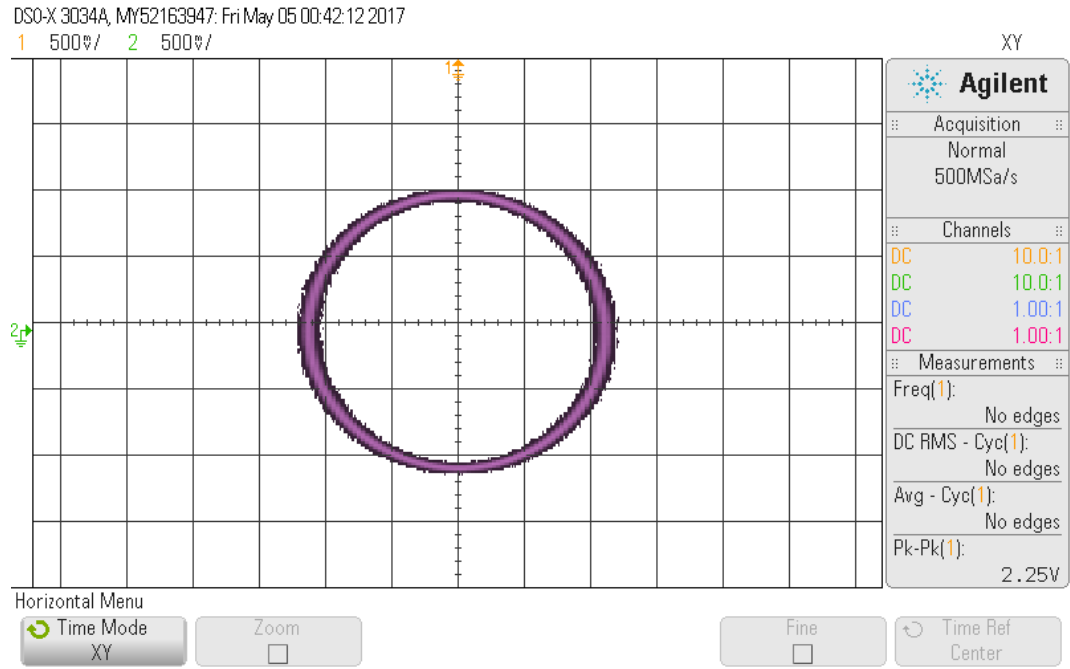 DSO-X 3034A, MY52163947: Fri May 05 00:42:12 2017
1 500mV/ 2 500mV/ XY
1
Agilent
Acquisition
Normal
500MSa/s
Channels
DC 10.0:1
DC 10.0:1
DC 1.00:1
DC 1.00:1
2
Measurements
Freq(1):
No edges
DC RMS - Cyc(1):
No edges
Avg - Cyc(1):
No edges
Pk-Pk(1):
2.25V
Horizontal Menu
Time Mode
XY
Zoom
Fine
Time Ref
Center